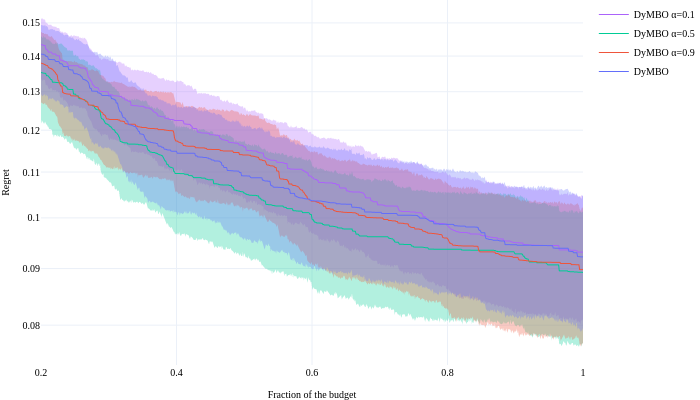 0.15
0.14
0.13
0.12
0.11
0.1
0.09
0.08
Regret
0.2
0.4
0.6
0.8
1
Fraction of the budget
DyMBO α=0.1
DyMBO α=0.5
DyMBO α=0.9
DyMBO